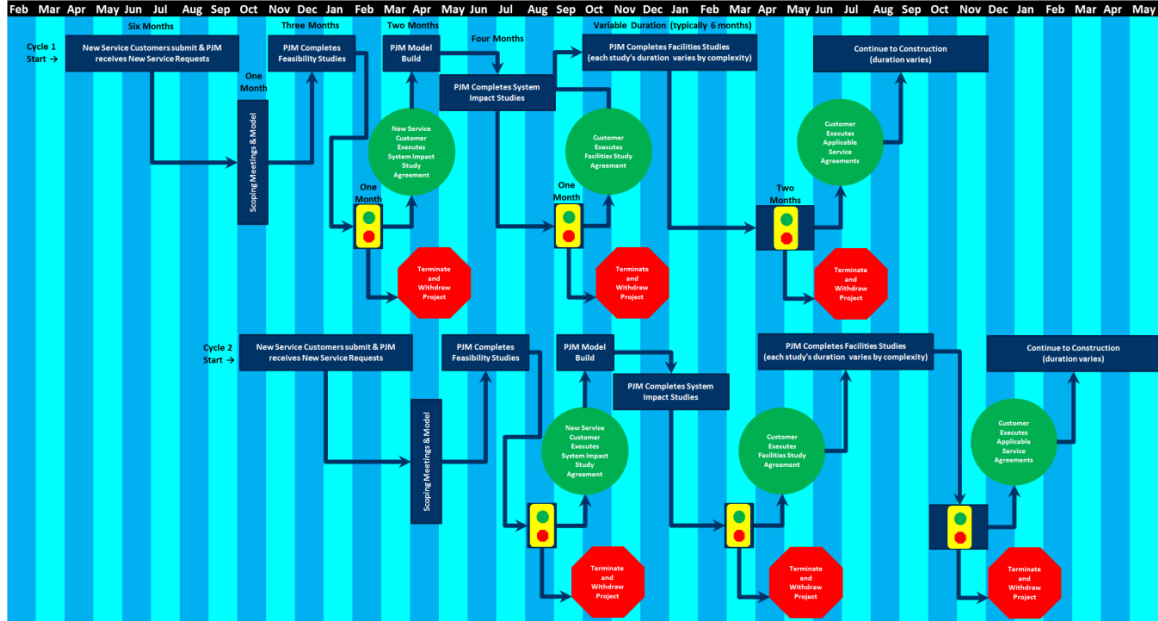 Feb Mar Apr May Jun Jul Aug Sep Oct Nov Dec Jan Feb Mar Apr May Jun Jul Aug Sep Oct Nov Dec Jan Feb Mar Apr May Jun Jul Aug Sep Oct Nov Dec Jan Feb Mar Apr May
Six Months
Three Months
Two Months
Four Months
Variable Duration (typically 6 months)
Cycle 1
Start →
New Service Customers submit & PJM
receives New Service Requests
One
Month
Scoping Meetings & Model
PJM Completes
Feasibility Studies
PJM Model
Build
PJM Completes System
Impact Studies
PJM Completes Facilities Studies
(each study's duration varies by complexity)
Continue to Construction
(duration varies)
New Service
Customer
Executes
System Impact
Study
Agreement
Customer
Executes
Facilities Study
Agreement
Customer
Executes
Applicable
Service
Agreements
One
Month
One
Month
Two
Months
Terminate
and
Withdraw
Project
Terminate
and
Withdraw
Project
Terminate
and
Withdraw
Project
Cycle 2
Start →
New Service Customers submit & PJM
receives New Service Requests
Scoping Meetings & Model
PJM Completes
Feasibility Studies
PJM Model
Build
PJM Completes System
Impact Studies
PJM Completes Facilities Studies
(each study's duration varies by complexity)
Continue to Construction
(duration varies)
New Service
Customer
Executes
System Impact
Study
Agreement
Customer
Executes
Facilities Study
Agreement
Customer
Executes
Applicable
Service
Agreements
Terminate
and
Withdraw
Project
Terminate
and
Withdraw
Project
Terminate
and
Withdraw
Project